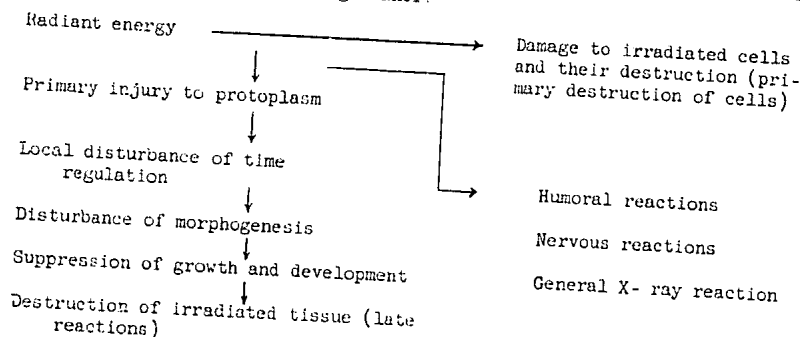 Radiant energy
Damage to irradiated cells
and their destruction (pri-
mary destruction of cells)
Primary injury to protoplasm
Local disturbance of time
regulation
Humoral reactions
Disturbance of morphogenesis
Nervous reactions
Suppression of growth and development
General X- ray reaction
Destruction of irradiated tissue (late
reactions)